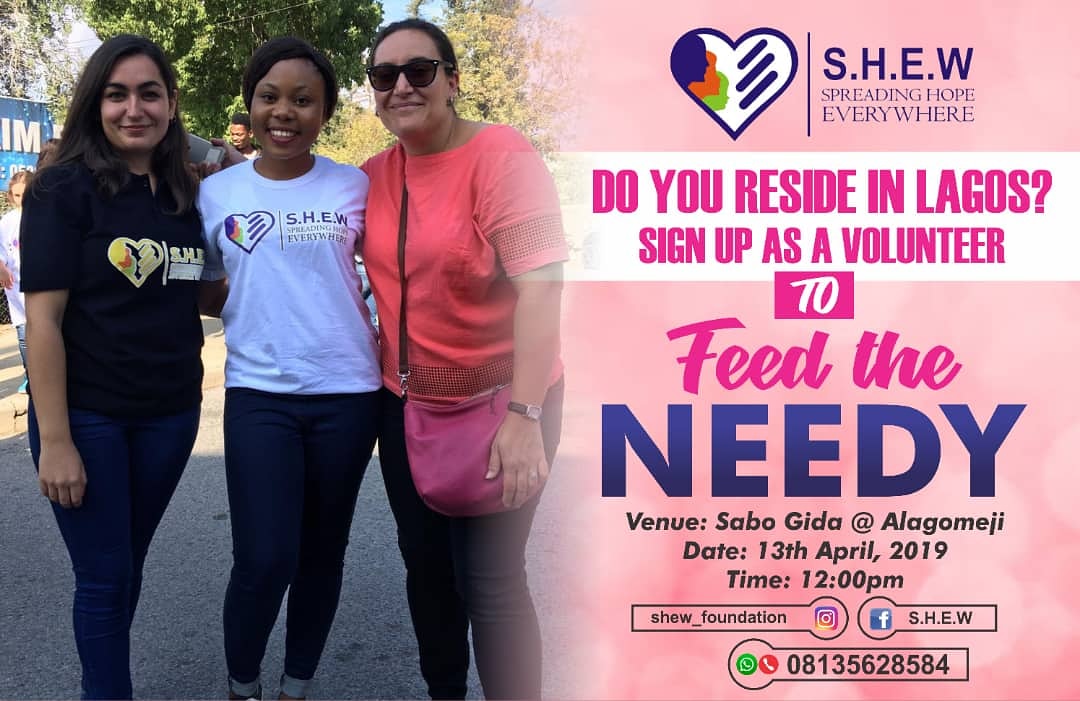 S.H.E.W
SPREADING HOPE
EVERYWHERE
DO YOU RESIDE IN LAGOS?
SIGN UP AS A VOLUNTEER
TO
Feed the
NEEDY
Venue: Sabo Gida @ Alagomeji
Date: 13th April, 2019
Time: 12:00pm
shew_foundation
S.H.E.W
08135628584
S.H.E.W
S.H.E.W
SPREADING HOPE
EVERYWHERE
IM